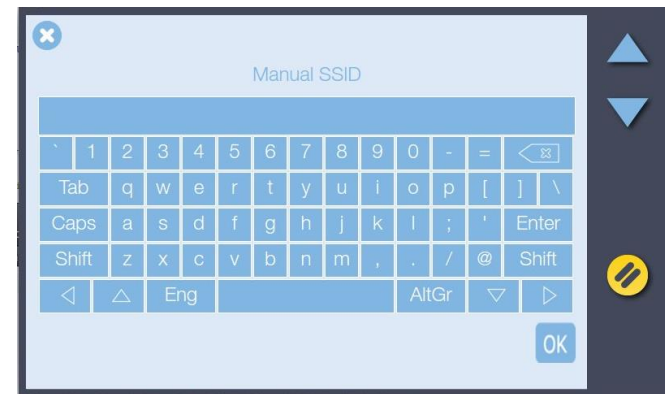 Manual SSID
` 1 2 3 4 5 6 7 8 9 0 - =
Tab q w e r t y u i o p [ ] \
Caps a s d f g h j k l ; ' Enter
Shift z x c v b n m , . / @ Shift
Eng AltGr
OK